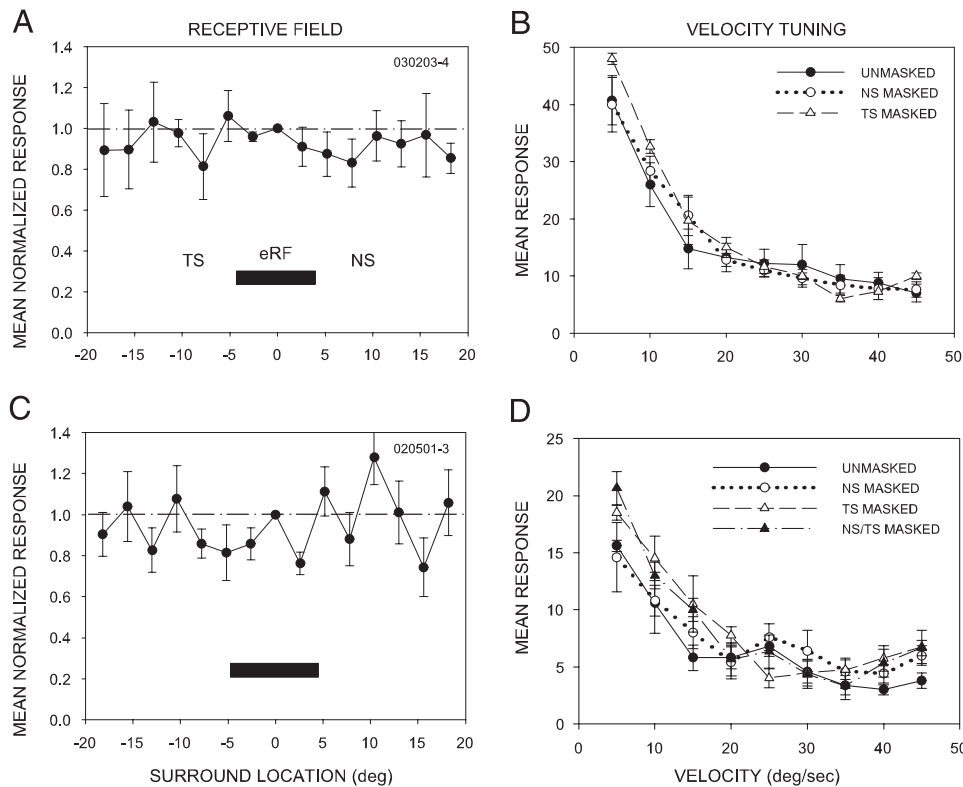 A
RECEPTIVE FIELD
MEAN NORMALIZED RESPONSE
1.4
1.2
1.0
0.8
0.6
0.4
0.2
0.0
030203-4
TS
eRF
NS
-20 -15 -10 -5 0 5 10 15 20
B
VELOCITY TUNING
MEAN RESPONSE
50
40
30
20
10
0
UNMASKED
NS MASKED
TS MASKED
0 10 20 30 40 50
C
MEAN NORMALIZED RESPONSE
1.4
1.2
1.0
0.8
0.6
0.4
0.2
0.0
020501-3
-20 -15 -10 -5 0 5 10 15 20
SURROUND LOCATION (deg)
D
MEAN RESPONSE
25
20
15
10
5
0
UNMASKED
NS MASKED
TS MASKED
NS/TS MASKED
0 10 20 30 40 50
VELOCITY (deg/sec)